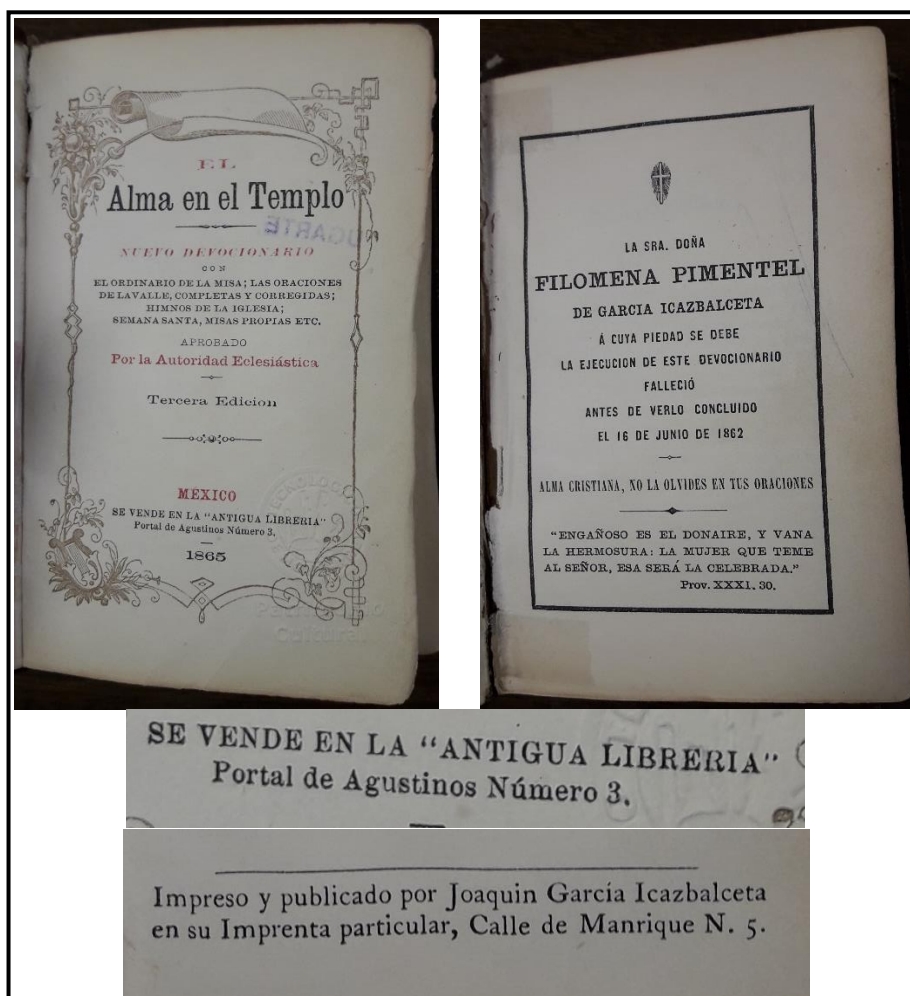 EL
Alma en el Templo
UGARTE
NUEVO DEVOCIONARIO
CON
EL ORDINARIO DE LA MISA; LAS ORACIONES
DE LAVALLE, COMPLETAS Y CORREGIDAS;
HIMNOS DE LA IGLESIA;
SEMANA SANTA, MISAS PROPIAS ETC.
APROBADO
Por la Autoridad Eclesiástica
Tercera Edicion
MÉXICO
SE VENDE EN LA "ANTIGUA LIBRERIA"
Portal de Agustinos Número 3.
1865
Patrimonio
Cultural
LA SRA. DOÑA
FILOMENA PIMENTEL
DE GARCIA ICAZBALCETA
Á CUYA PIEDAD SE DEBE
LA EJECUCION DE ESTE DEVOCIONARIO
FALLECIÓ
ANTES DE VERLO CONCLUIDO
EL 16 DE JUNIO DE 1862
ALMA CRISTIANA, NO LA OLVIDES EN TUS ORACIONES
"ENGAÑOSO ES EL DONAIRE, Y VANA
LA HERMOSURA: LA MUJER QUE TEME
AL SEÑOR, ESA SERÁ LA CELEBRADA."
Prov. XXXI. 30.
SE VENDE EN LA "ANTIGUA LIBRERIA"
Portal de Agustinos Número 3.
Impreso y publicado por Joaquin García Icazbalceta
en su Imprenta particular, Calle de Manrique N. 5.